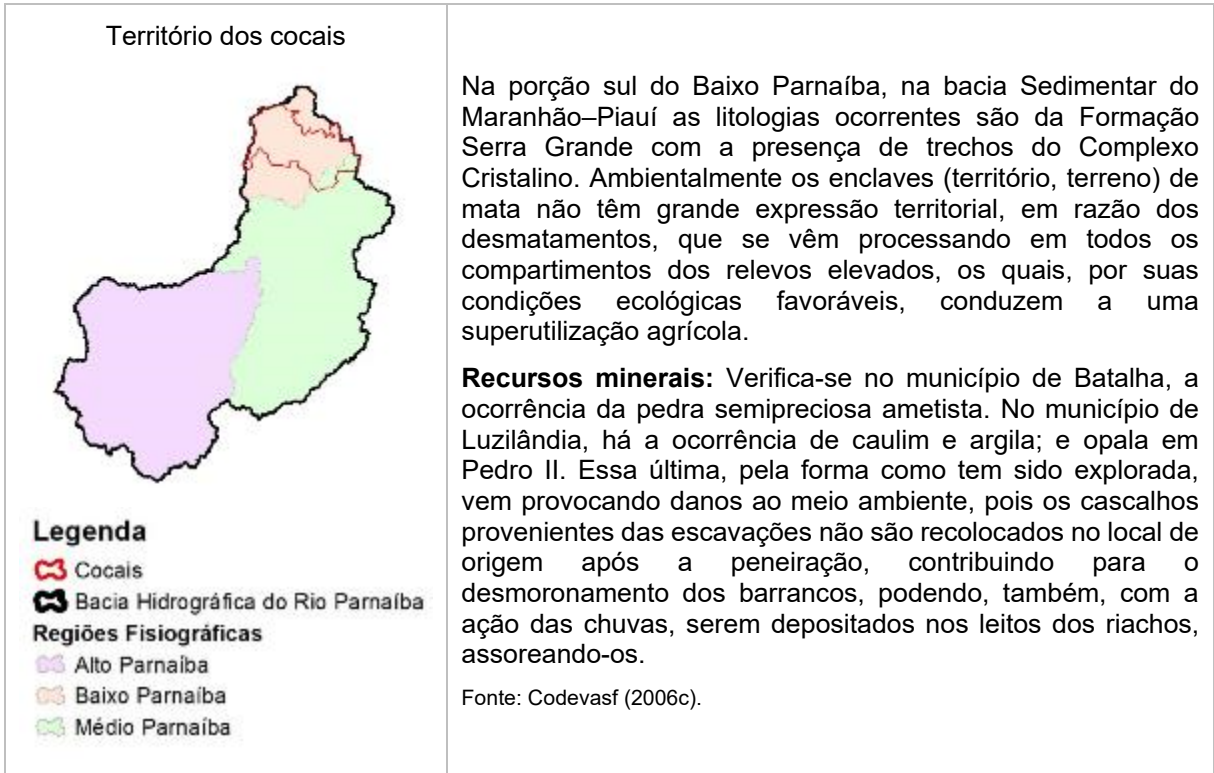 Território dos cocais
Legenda
Cocais
Bacia Hidrográfica do Rio Parnaíba
Regiões Fisiográficas
Alto Parnaíba
Baixo Parnaíba
Médio Parnaíba
Na porção sul do Baixo Parnaíba, na bacia Sedimentar do
Maranhão–Piauí as litologias ocorrentes são da Formação
Serra Grande com a presença de trechos do Complexo
Cristalino. Ambientalmente os enclaves (território, terreno) de
mata não têm grande expressão territorial, em razão dos
desmatamentos, que se vêm processando em todos os
compartimentos dos relevos elevados, os quais, por suas
condições ecológicas favoráveis, conduzem a uma
superutilização agrícola.
Recursos minerais: Verifica-se no município de Batalha, a
ocorrência da pedra semipreciosa ametista. No município de
Luzilândia, há a ocorrência de caulim e argila; e opala em
Pedro II. Essa última, pela forma como tem sido explorada,
vem provocando danos ao meio ambiente, pois os cascalhos
provenientes das escavações não são recolocados no local de
origem após a peneiração, contribuindo para o
desmoronamento dos barrancos, podendo, também, com a
ação das chuvas, serem depositados nos leitos dos riachos,
assoreando-os.
Fonte: Codevasf (2006c).